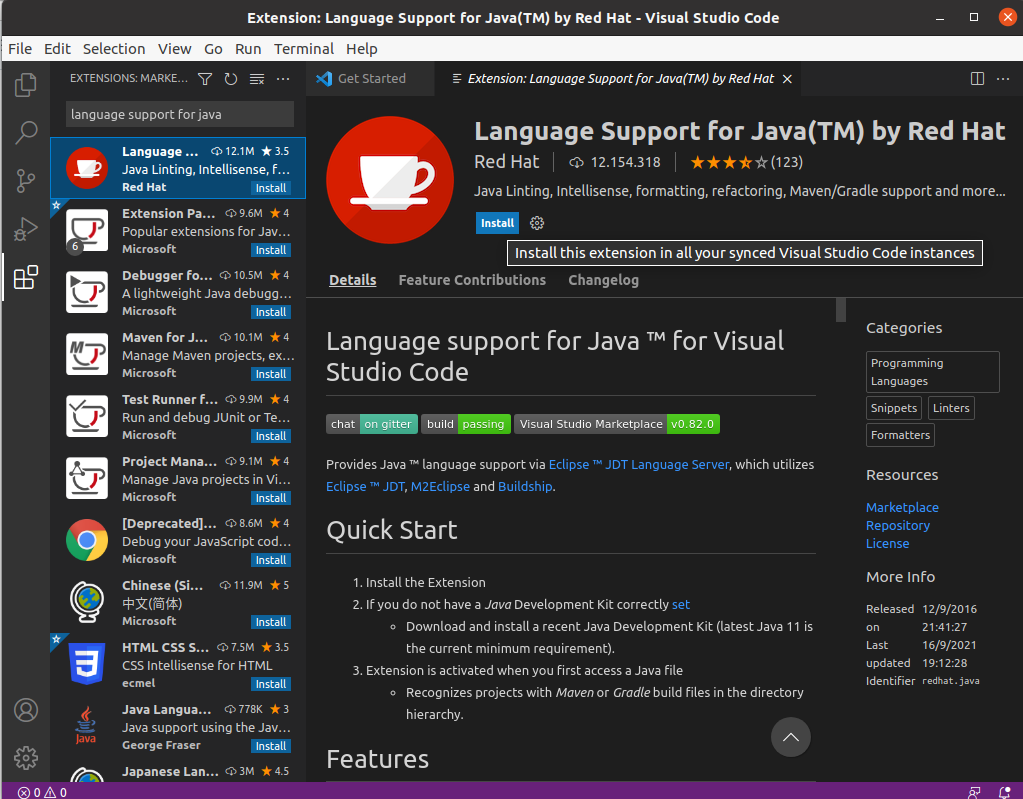 Extension: Language Support for Java(TM) by Red Hat - Visual Studio Code
File Edit Selection View Go Run Terminal Help
EXTENSIONS: MARKE...
language support for java
Language ... 12.1M ★ 3.5
Java Linting, Intellisense, f...
Red Hat Install
Extension Pa... 9.6M ★ 4
Popular extensions for Jav...
6
Microsoft Install
Debugger fo... 10.5M ★ 4
A lightweight Java debugg...
Microsoft Install
Maven for J... 10.1M ★ 4
Manage Maven projects, ex...
Microsoft Install
Test Runner f... 9.9M ★ 4
Run and debug JUnit or Te...
Microsoft Install
Project Mana... 9.1M ★ 4
Manage Java projects in Vi...
Microsoft Install
[Deprecated]... 8.6M ★ 4
Debug your JavaScript cod...
Microsoft Install
Chinese (Si... 11.9M ★ 5
中文(简体)
Microsoft Install
HTML CSS S... 7.5M ★ 3.5
CSS Intellisense for HTML
ecmel Install
Java Langua... 778K ★ 3
Java support using the Jav...
Java
George Fraser Install
Japanese Lan... 3M ★ 4.5
Get Started
Extension: Language Support for Java(TM) by Red Hat
Language Support for Java(TM) by Red Hat
Red Hat 12.154.318 (123)
Java Linting, Intellisense, formatting, refactoring, Maven/Gradle support and more...
Install
Install this extension in all your synced Visual Studio Code instances
Details Feature Contributions Changelog
Language support for Java ™ for Visual
Studio Code
chat on gitter build passing Visual Studio Marketplace v0.82.0
Provides Java ™ language support via Eclipse ™ JDT Language Server, which utilizes
Eclipse ™ JDT, M2Eclipse and Buildship.
Quick Start
1. Install the Extension
2. If you do not have a Java Development Kit correctly set
Download and install a recent Java Development Kit (latest Java 11 is
the current minimum requirement).
3. Extension is activated when you first access a Java file
Recognizes projects with Maven or Gradle build files in the directory
hierarchy.
Features
Categories
Programming
Languages
Snippets Linters
Formatters
Resources
Marketplace
Repository
License
More Info
Released 12/9/2016
on 21:41:27
Last 16/9/2021
updated 19:12:28
Identifier redhat.java
0 0